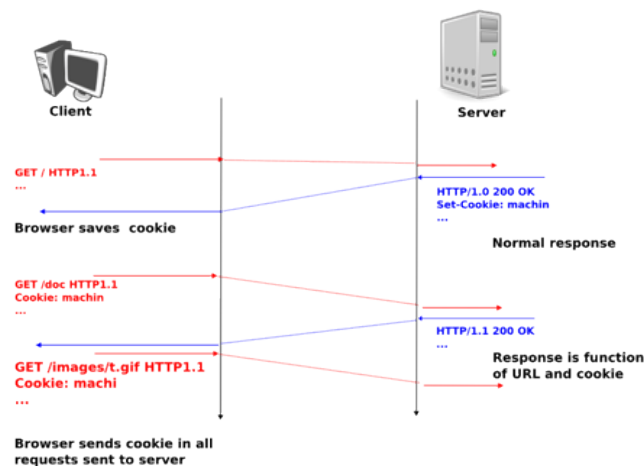 Client
Server
GET / HTTP1.1
...
HTTP/1.0 200 OK
Set-Cookie: machin
...
Browser saves cookie
Normal response
GET /doc HTTP1.1
Cookie: machin
...
HTTP/1.1 200 OK
...
GET /images/t.gif HTTP1.1
Cookie: machi
...
Response is function
of URL and cookie
Browser sends cookie in all
requests sent to server